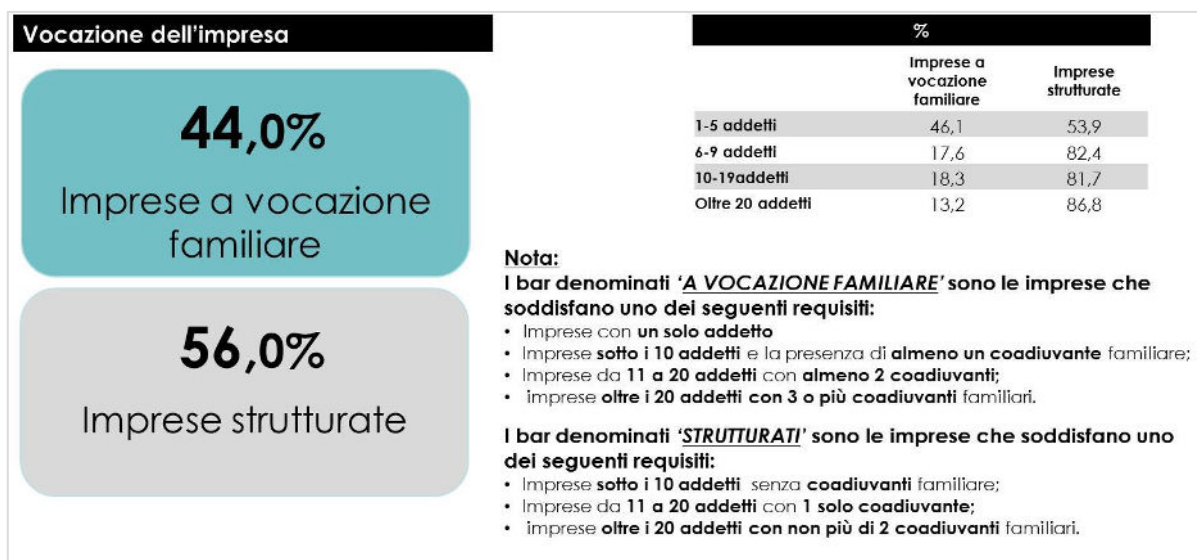 Vocazione dell'impresa
44,0%
Imprese a vocazione
familiare
56,0%
Imprese strutturate
%
Imprese a
vocazione
familiare
Imprese
strutturate
1-5 addetti 46,1 53,9
6-9 addetti 17,6 82,4
10-19addetti 18,3 81,7
Oltre 20 addetti 13,2 86,8
Nota:
I bar denominati 'A VOCAZIONE FAMILIARE' sono le imprese che
soddisfano uno dei seguenti requisiti:
• Imprese con un solo addetto
• Imprese sotto i 10 addetti e la presenza di almeno un coadiuvante familiare;
• Imprese da 11 a 20 addetti con almeno 2 coadiuvanti;
• imprese oltre i 20 addetti con 3 o più coadiuvanti familiari.
I bar denominati 'STRUTTURATI' sono le imprese che soddisfano uno
dei seguenti requisiti:
• Imprese sotto i 10 addetti senza coadiuvanti familiare;
• Imprese da 11 a 20 addetti con 1 solo coadiuvante;
• imprese oltre i 20 addetti con non più di 2 coadiuvanti familiari.